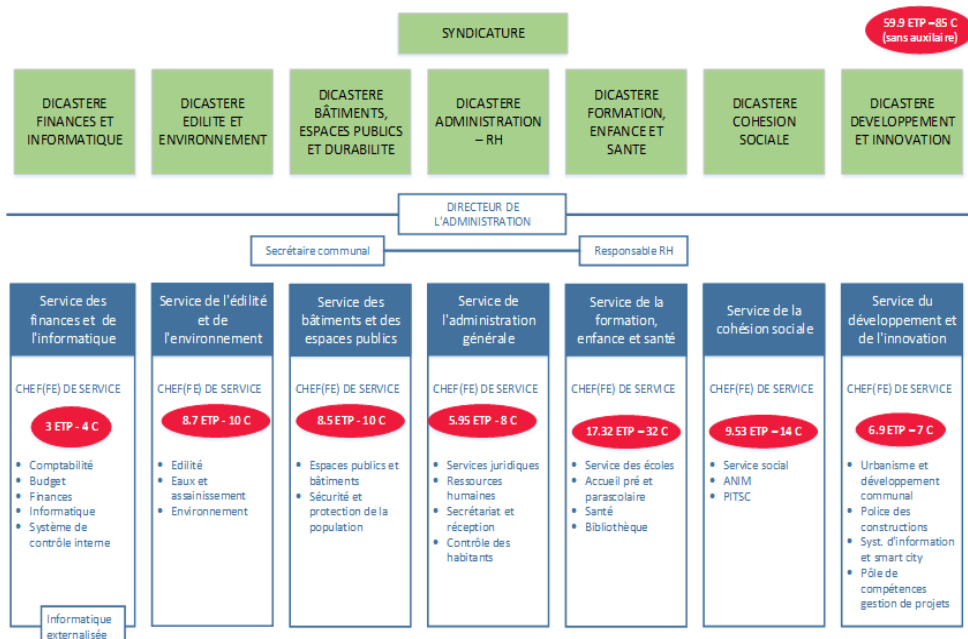 SYNDICATURE
59.9 ETP –85 C
(sans auxilaire)
DICASTERE
FINANCES ET
INFORMATIQUE
DICASTERE
EDILITE ET
ENVIRONNEMENT
DICASTERE
BÂTIMENTS,
ESPACES PUBLICS
ET DURABILITE
DICASTERE
ADMINISTRATION
– RH
DICASTERE
FORMATION,
ENFANCE ET
SANTE
DICASTERE
COHESION
SOCIALE
DICASTERE
DEVELOPPEMENT
ET INNOVATION
DIRECTEUR DE
L'ADMINISTRATION
Secrétaire communal
Responsable RH
Service des
finances et de
l'informatique
CHEF(FE) DE SERVICE
3 ETP - 4 C
• Comptabilité
• Budget
• Finances
• Informatique
• Système de
contrôle interne
Informatique
externalisée
Service de l'édilité
et de
l'environnement
CHEF(FE) DE SERVICE
8.7 ETP - 10 C
• Edilité
• Eaux et
assainissement
• Environnement
Service des
bâtiments et des
espaces publics
CHEF(FE) DE SERVICE
8.5 ETP - 10 C
• Espaces publics et
bâtiments
• Sécurité et
protection de la
population
Service de
l'administration
générale
CHEF(FE) DE SERVICE
5.95 ETP - 8 C
• Services juridiques
• Ressources
humaines
• Secrétariat et
réception
• Contrôle des
habitants
Service de la
formation,
enfance et santé
CHEF(FE) DE SERVICE
17.32 ETP – 32 C
• Service des écoles
• Accueil pré et
parascolaire
• Santé
• Bibliothèque
Service de la
cohésion sociale
CHEF(FE) DE SERVICE
9.53 ETP – 14 C
• Service social
• ANIM
• PITSC
Service du
développement et
de l'innovation
CHEF(FE) DE SERVICE
6.9 ETP – 7 C
• Urbanisme et
développement
communal
• Police des
constructions
• Syst. d'information
et smart city
• Pôle de
compétences
gestion de projets